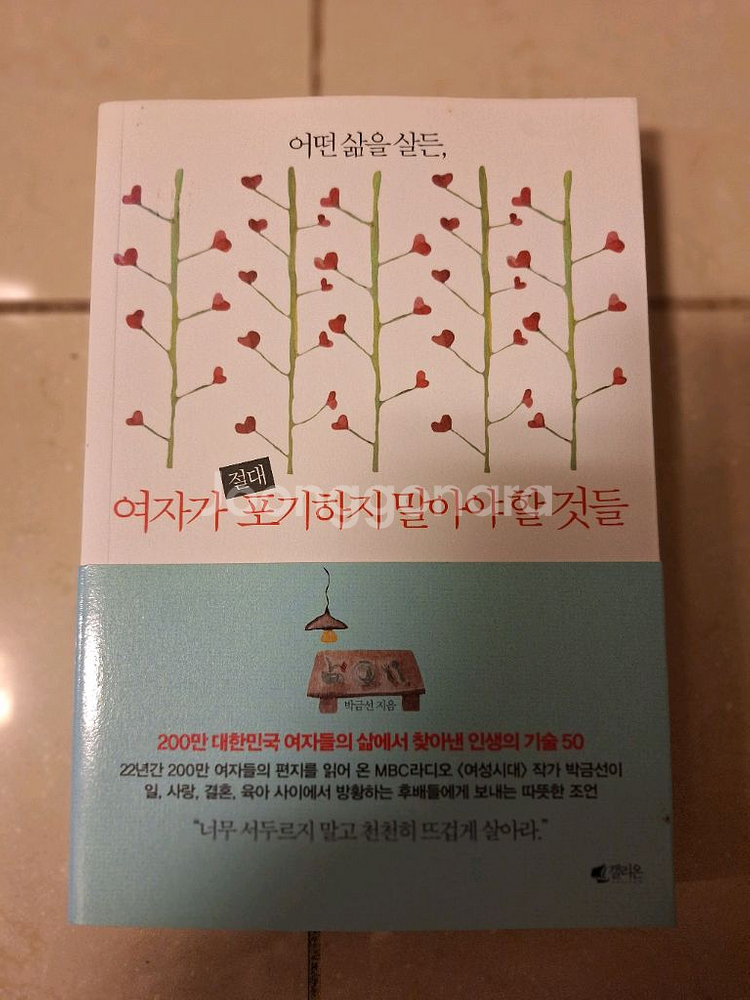 어떤 삶을 살든,
절대
여자가 포기하지 말아야 할 것들
Joonggonara
박금선 지음
200만 대한민국 여자들의 삶에서 찾아낸 인생의 기술 50
22년간 200만 여자들의 편지를 읽어 온 MBC라디오 〈여성시대〉 작가 박금선이
일, 사랑, 결혼, 육아 사이에서 방황하는 후배들에게 보내는 따뜻한 조언
“너무 서두르지 말고 천천히 뜨겁게 살아라.”
갤리온